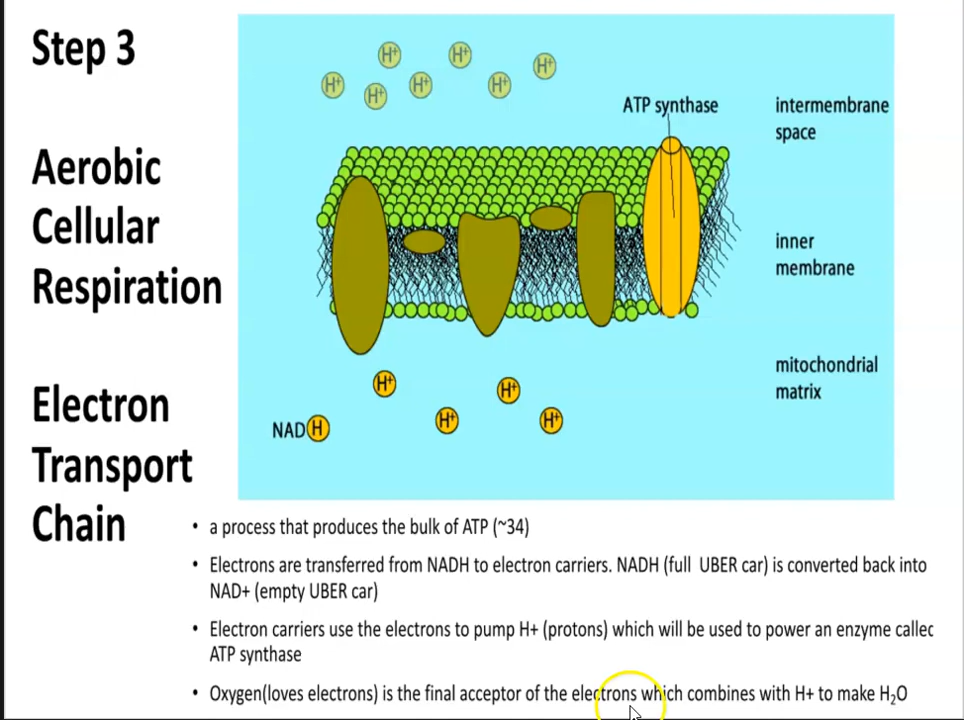 Step 3
Aerobic
Cellular
Respiration
Electron
Transport
Chain
H+ H+ H+
H+ H+ H+ H+
ATP synthase
intermembrane
space
inner
membrane
mitochondrial
matrix
H+ H+
H+ H+
NADH
• a process that produces the bulk of ATP (~34)
• Electrons are transferred from NADH to electron carriers. NADH (full UBER car) is converted back into
NAD+ (empty UBER car)
• Electron carriers use the electrons to pump H+ (protons) which will be used to power an enzyme called
ATP synthase
• Oxygen(loves electrons) is the final acceptor of the electrons which combines with H+ to make H₂O